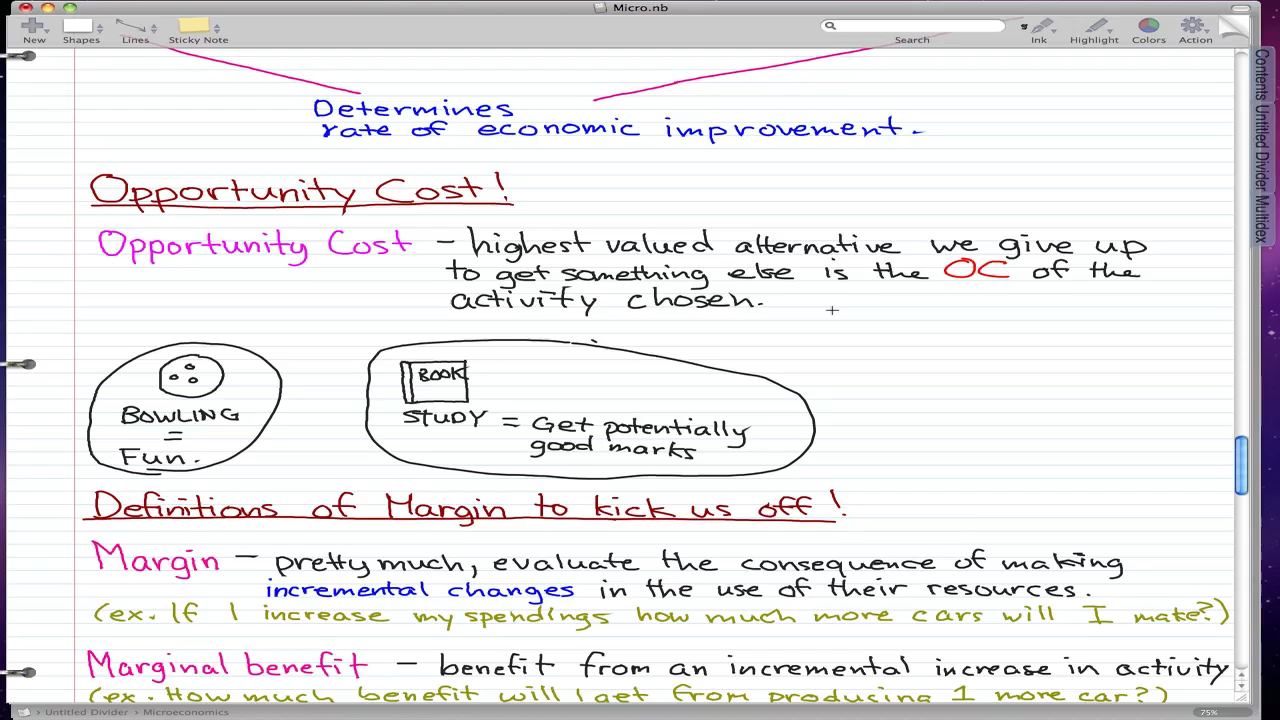 Micro.nb
New Shapes Lines Sticky Note Search Ink Highlight Colors Action
Determines
rate of economic improvement.
Opportunity Cost!
Opportunity Cost - highest valued alternative we give up
to get something else is the OC of the
activity chosen.
BOOK
BOWLING
=
Fun.
STUDY = Get potentially
good marks
Definitions of Margin to kick us off!
Margin - pretty much, evaluate the consequence of making
incremental changes in the use of their resources.
(ex. If I increase my spendings how much more cars will I make?)
Marginal benefit - benefit from an incremental increase in activity
(ex. How much benefit will I get from producing 1 more car?)
Contents Untitled Divider Multidex
Untitled Divider › Microeconomics
75%